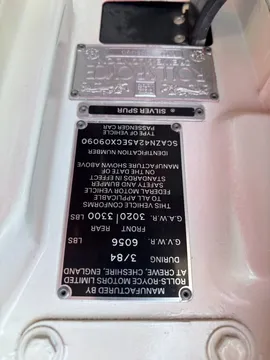 MANUFACTURED BY
ROLLS-ROYCE MOTORS LIMITED
AT CREWE, CHESHIRE, ENGLAND
DURING 3/84
G.V.W.R. 6056 LBS
FRONT REAR
G.A.W.R. 3020/3300 LBS
THIS VEHICLE CONFORMS
TO ALL APPLICABLE
FEDERAL MOTOR VEHICLE
SAFETY AND BUMPER
STANDARDS IN EFFECT
ON THE DATE OF
MANUFACTURE SHOWN ABOVE
IDENTIFICATION NUMBER
SCAZN42A5ECX09090
TYPE OF VEHICLE
PASSENGER CAR
SILVER SPUR